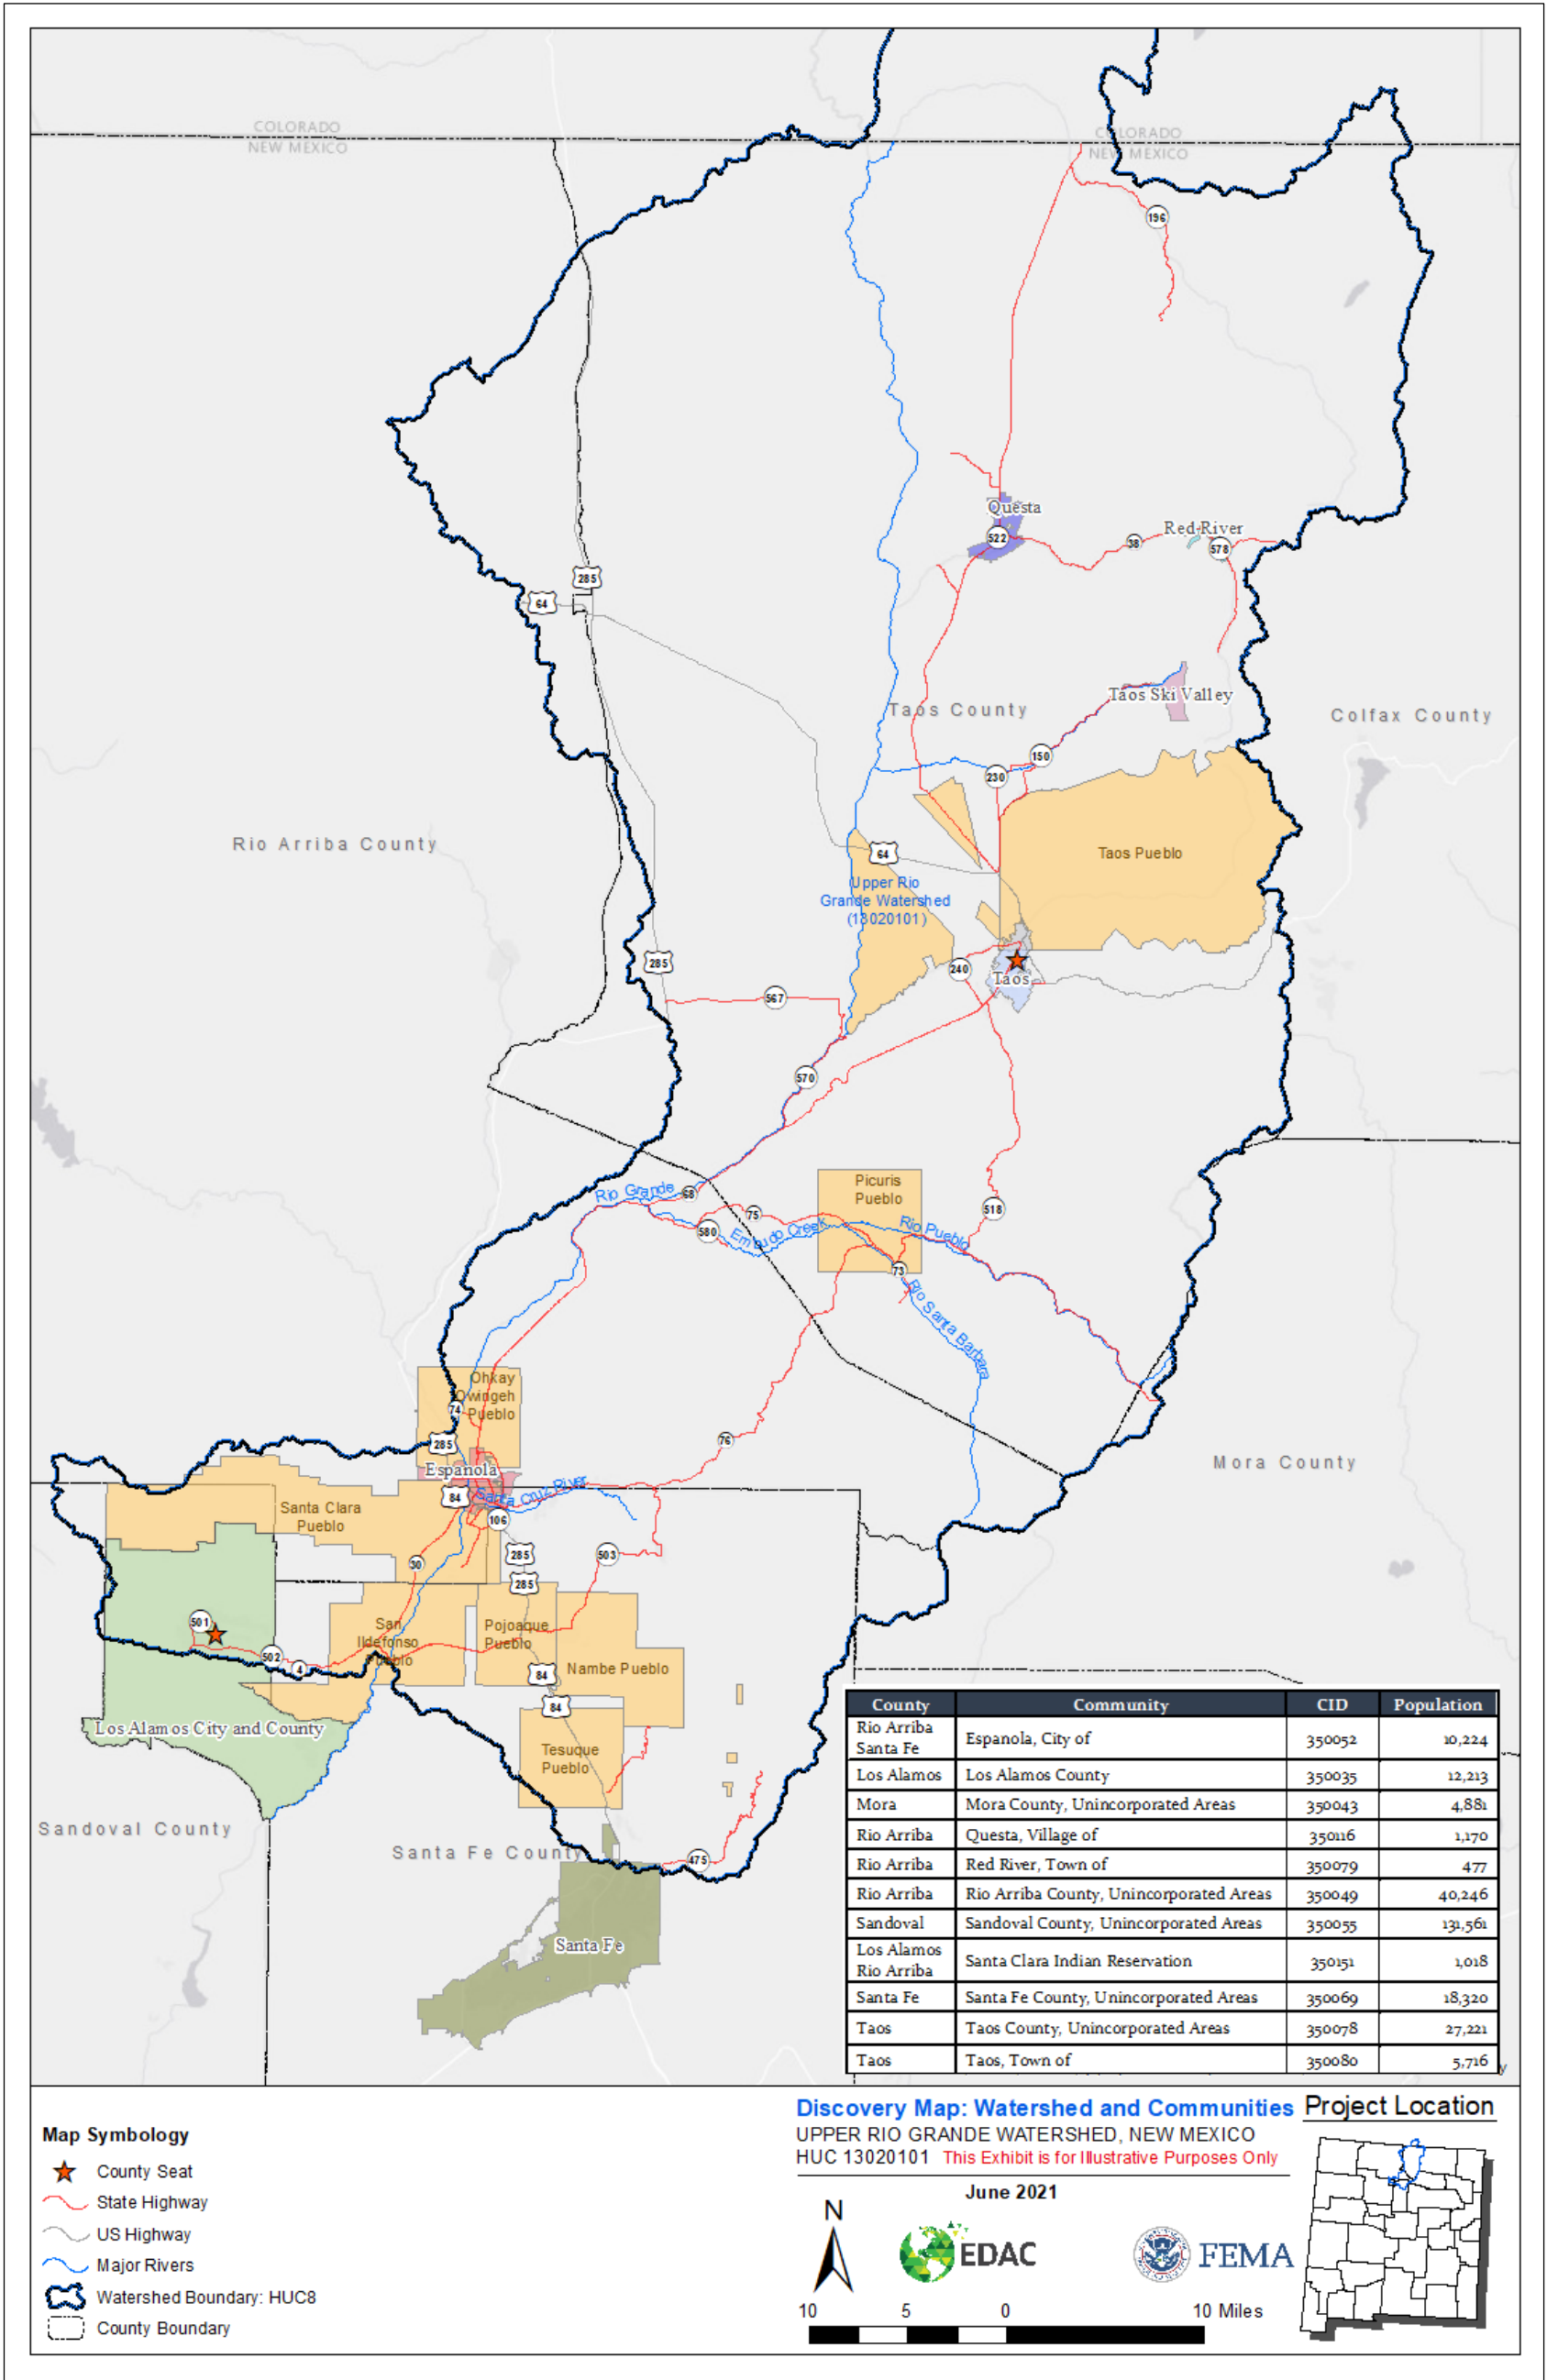 COLORADO
NEW MEXICO
COLORADO
NEW MEXICO
196
Questa
522
38
Red River
578
285
64
Taos Ski Valley
Taos County
Colfax County
150
230
Rio Arriba County
64
Taos Pueblo
Upper Rio
Grande Watershed
(13020101)
285
240
Taos
567
570
Picuris
Pueblo
Rio Grande
68
75
518
580
Embudo Creek
Rio Pueblo
73
Rio Santa Barbara
Ohkay
Owingeh
Pueblo
74
285
76
Espanola
Mora County
84
Santa Cruz River
Santa Clara
Pueblo
106
285
503
30
285
501
San
Ildefonso
Pueblo
Pojoaque
Pueblo
502
4
84
Nambe Pueblo
84
Los Alamos City and County
Tesuque
Pueblo
Sandoval County
Santa Fe County
475
Santa Fe
County Community CID Population
Rio Arriba
Santa Fe Espanola, City of 350052 10,224
Los Alamos Los Alamos County 350035 12,213
Mora Mora County, Unincorporated Areas 350043 4,881
Rio Arriba Questa, Village of 350116 1,170
Rio Arriba Red River, Town of 350079 477
Rio Arriba Rio Arriba County, Unincorporated Areas 350049 40,246
Sandoval Sandoval County, Unincorporated Areas 350055 131,561
Los Alamos
Rio Arriba Santa Clara Indian Reservation 350151 1,018
Santa Fe Santa Fe County, Unincorporated Areas 350069 18,320
Taos Taos County, Unincorporated Areas 350078 27,221
Taos Taos, Town of 350080 5,716
y
Map Symbology
County Seat
State Highway
US Highway
Major Rivers
Watershed Boundary: HUC8
County Boundary
Discovery Map: Watershed and Communities
UPPER RIO GRANDE WATERSHED, NEW MEXICO
HUC 13020101 This Exhibit is for Illustrative Purposes Only
June 2021
N
EDAC
FEMA
10 5 0 10 Miles
Project Location